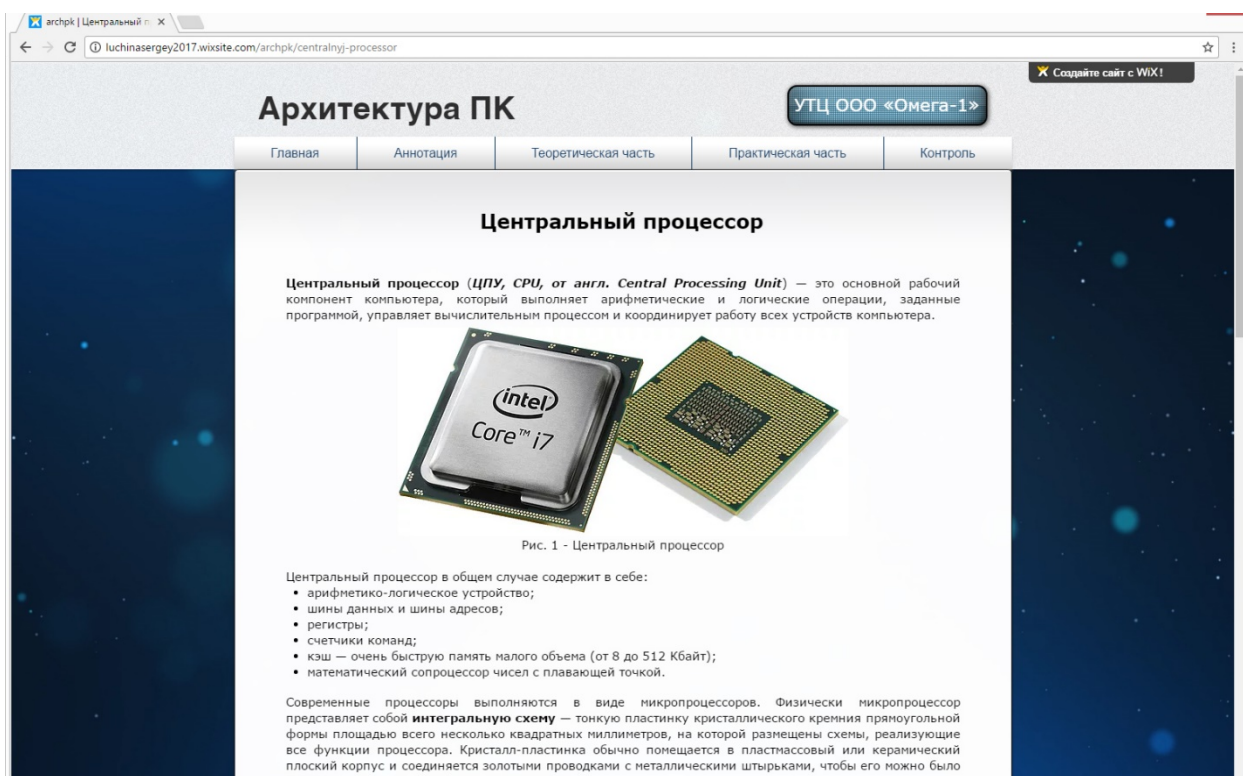 archpk | Центральный п
luchinasergey2017.wixsite.com/archpk/centralnyj-processor
Создайте сайт с WiX!
Архитектура ПК
УТЦ ООО «Омега-1»
Главная
Аннотация
Теоретическая часть
Практическая часть
Контроль
Центральный процессор
Центральный процессор (ЦПУ, CPU, от англ. Central Processing Unit) — это основной рабочий
компонент компьютера, который выполняет арифметические и логические операции, заданные
программой, управляет вычислительным процессом и координирует работу всех устройств компьютера.
intel
Core™ i7
Рис. 1 - Центральный процессор
Центральный процессор в общем случае содержит в себе:
• арифметико-логическое устройство;
• шины данных и шины адресов;
• регистры;
• счетчики команд;
• кэш — очень быструю память малого объема (от 8 до 512 Кбайт);
• математический сопроцессор чисел с плавающей точкой.
Современные процессоры выполняются в виде микропроцессоров. Физически микропроцессор
представляет собой интегральную схему — тонкую пластинку кристаллического кремния прямоугольной
формы площадью всего несколько квадратных миллиметров, на которой размещены схемы, реализующие
все функции процессора. Кристалл-пластинка обычно помещается в пластмассовый или керамический
плоский корпус и соединяется золотыми проводками с металлическими штырьками, чтобы его можно было